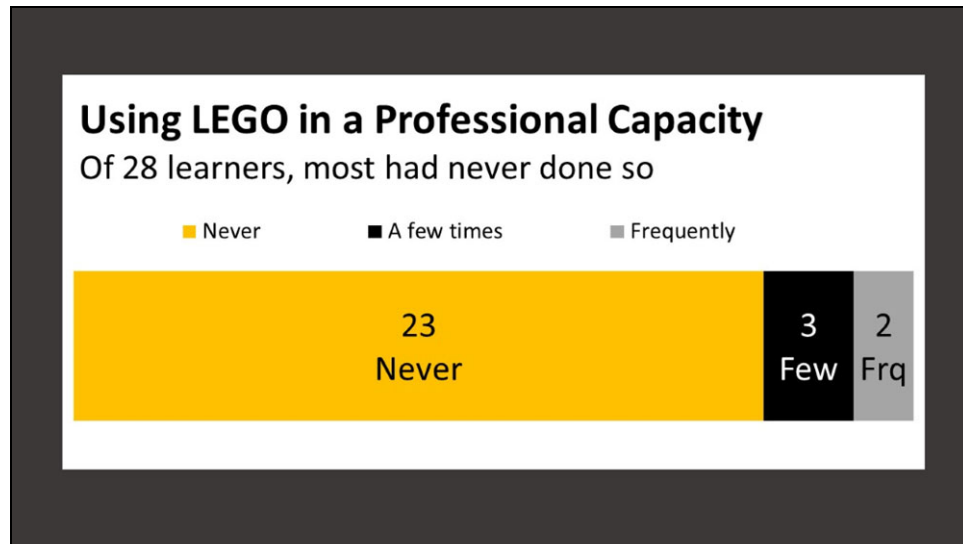 Using LEGO in a Professional Capacity
Of 28 learners, most had never done so
Never A few times Frequently
23 3 2
Never Few Frq